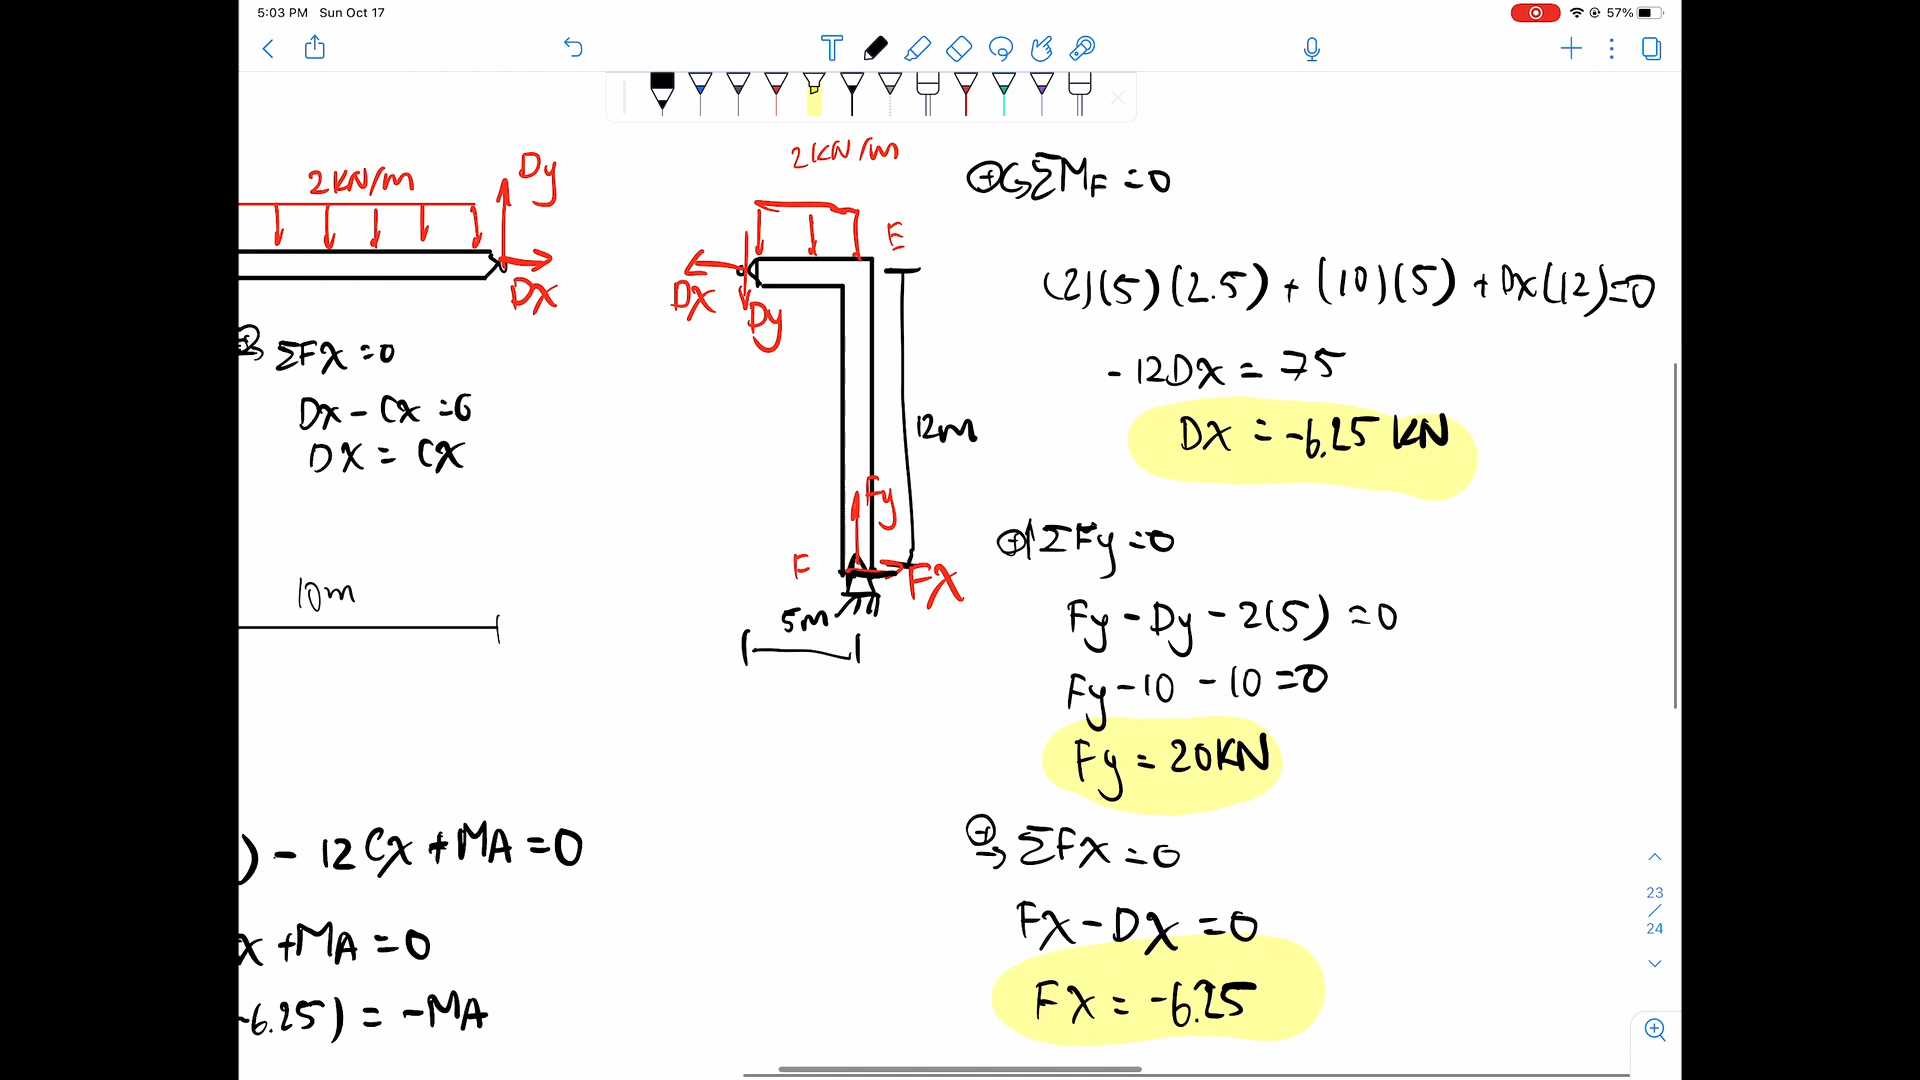 5:03 PM Sun Oct 17
57%
2KN/m
Dy
DX
ΣFX =0
DX - CX =0
DX = CX
10m
) - 12CX + MA = 0
X + MA = 0
-6.25) = -MA
2KN/m
E
DX
Dy
12m
Fy
F
FX
5m
ΣMF = 0
(2)(5)(2.5) + (10)(5) + DX(12)=0
- 12DX = 75
DX = -6.25 KN
+↑ΣFy =0
Fy - Dy - 2(5) = 0
Fy - 10 - 10 = 0
Fy = 20KN
+→ ΣFX = 0
FX - DX = 0
FX = -6.25
23
/
24